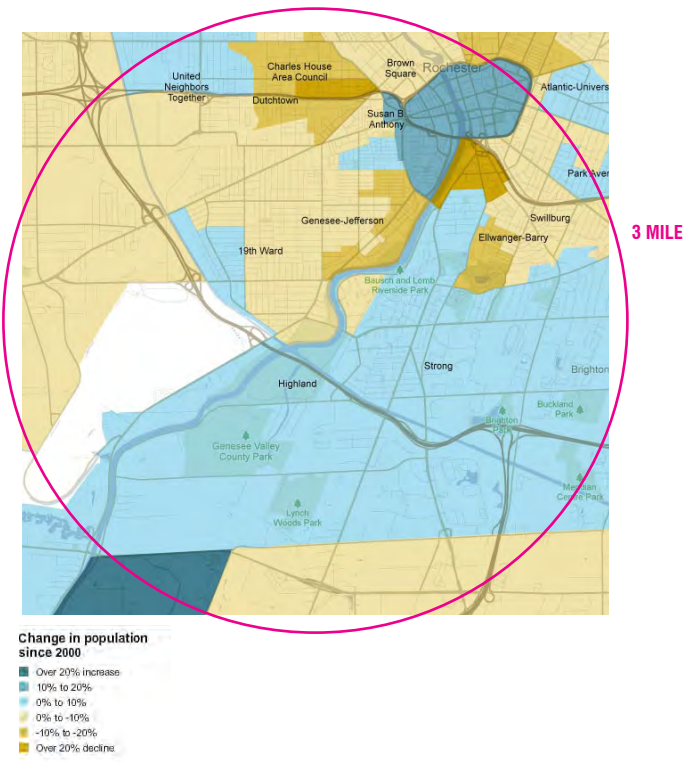 Brown
Square
Rochester
Charles House
Area Council
United
Neighbors
Together
Dutchtown
Atlantic-Univers
Susan B
Anthony
Park Aver
Genesee-Jefferson
Swillburg
3 MILE
Ellwanger-Barry
19th Ward
Bausch and Lomb
Riverside Park
Strong
Brighton
Highland
Buckland
Park
Brighton
Park
Genesee Valley
County Park
Meridian
Centre Park
Lynch
Woods Park
Change in population
since 2000
Over 20% increase
10% to 20%
0% to 10%
0% to -10%
-10% to -20%
Over 20% decline